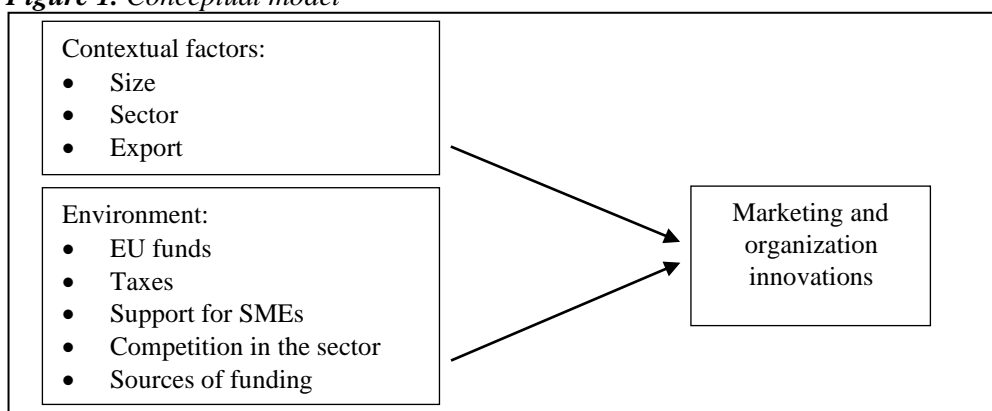 Figure 1. Conceptual model
Contextual factors:
• Size
• Sector
• Export
Environment:
• EU funds
• Taxes
• Support for SMEs
• Competition in the sector
• Sources of funding
Marketing and
organization
innovations